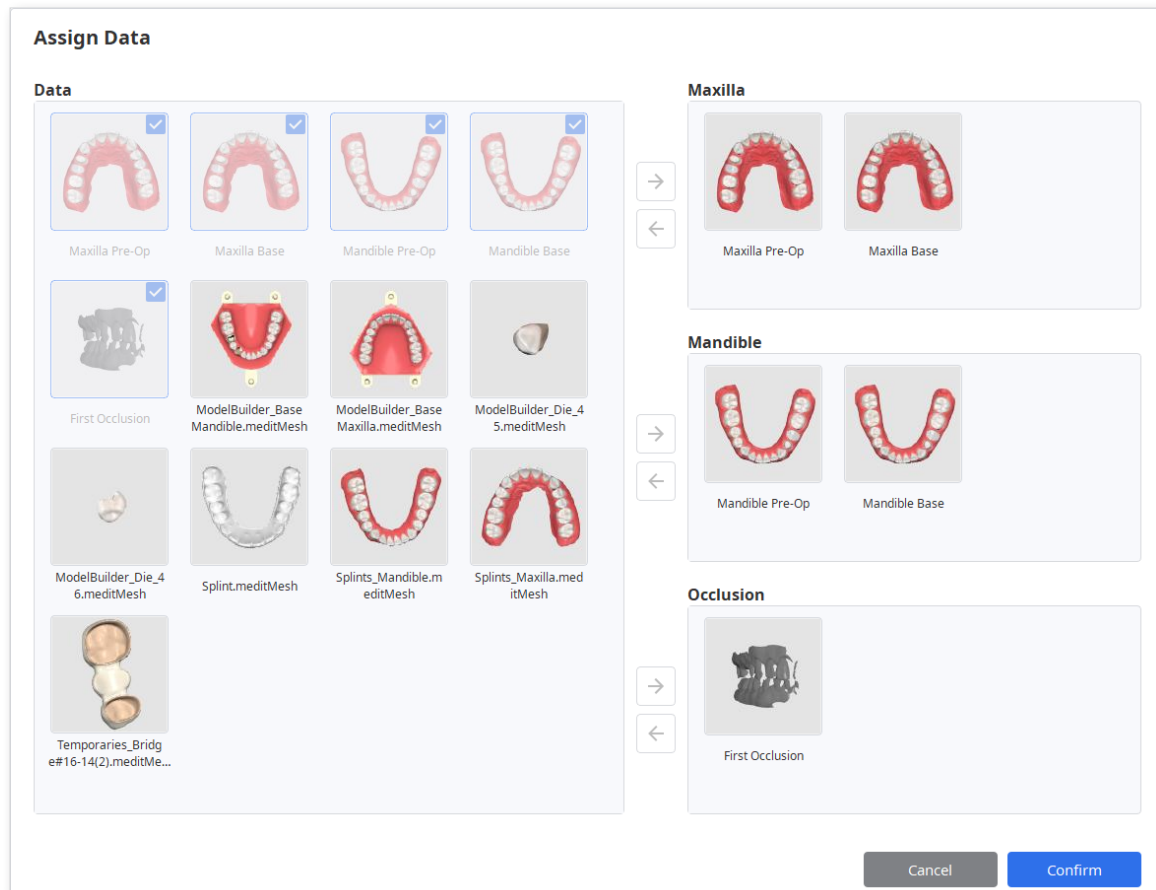 Assign Data
Data
Maxilla Pre-Op
Maxilla Base
Mandible Pre-Op
Mandible Base
First Occlusion
ModelBuilder_Base
Mandible.meditMesh
ModelBuilder_Base
Maxilla.meditMesh
ModelBuilder_Die_4
5.meditMesh
ModelBuilder_Die_4
6.meditMesh
Splint.meditMesh
Splints_Mandible.m
editMesh
Splints_Maxilla.med
itMesh
Temporaries_Bridg
e#16-14(2).meditMe...
Maxilla
Maxilla Pre-Op
Maxilla Base
Mandible
Mandible Pre-Op
Mandible Base
Occlusion
First Occlusion
Cancel
Confirm